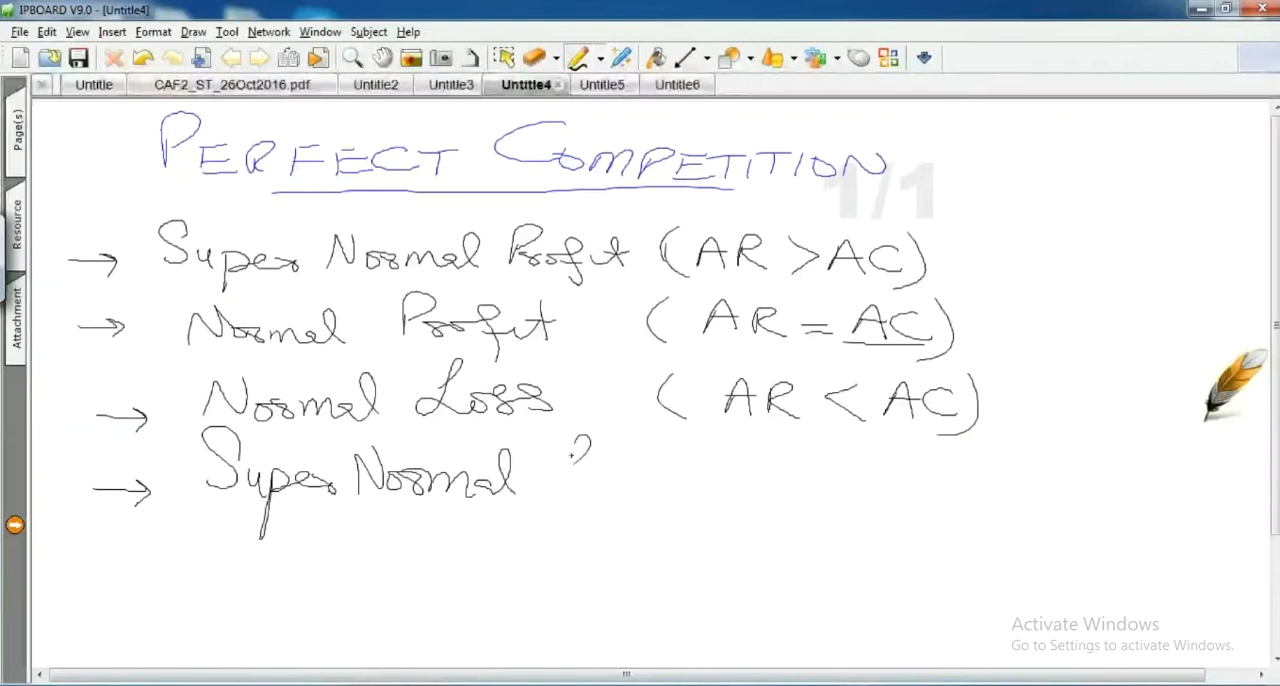 IPBOARD V9.0 - [Untitle4]
File Edit View Insert Format Draw Tool Network Window Subject Help
Untitle CAF2_ST_26Oct2016.pdf Untitle2 Untitle3 Untitle4 Untitle5 Untitle6
Page(s)
Resource
Attachment
PERFECT COMPETITION
1/1
→ Super Normal Profit (AR > AC)
→ Normal Profit (AR = AC)
→ Normal Loss (AR < AC)
→ Super Normal
Activate Windows
Go to Settings to activate Windows.